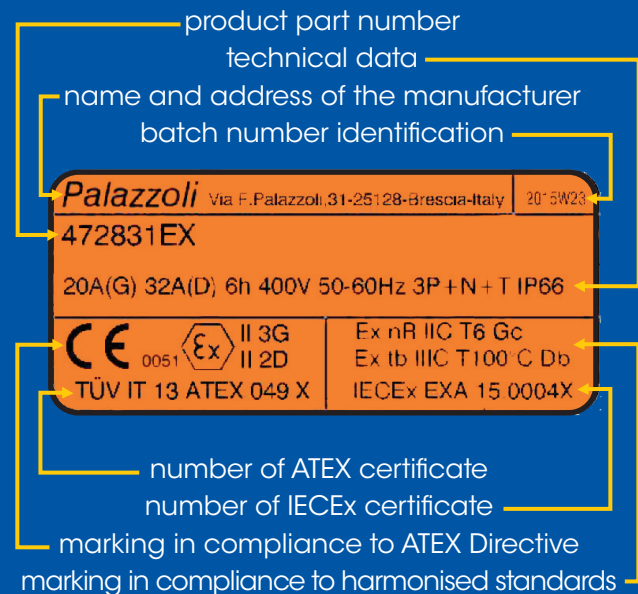 product part number
technical data
name and address of the manufacturer
batch number identification
Palazzoli Via F.Palazzoli,31-25128-Brescia-Italy 2015W23
472831EX
20A(G) 32A(D) 6h 400V 50-60Hz 3P+N+T IP66
CE 0051 Ex II 3G
II 2D
TÜV IT 13 ATEX 049 X
Ex nR IIC T6 Gc
Ex tb IIIC T100°C Db
IECEx EXA 15.0004X
number of ATEX certificate
number of IECEx certificate
marking in compliance to ATEX Directive
marking in compliance to harmonised standards